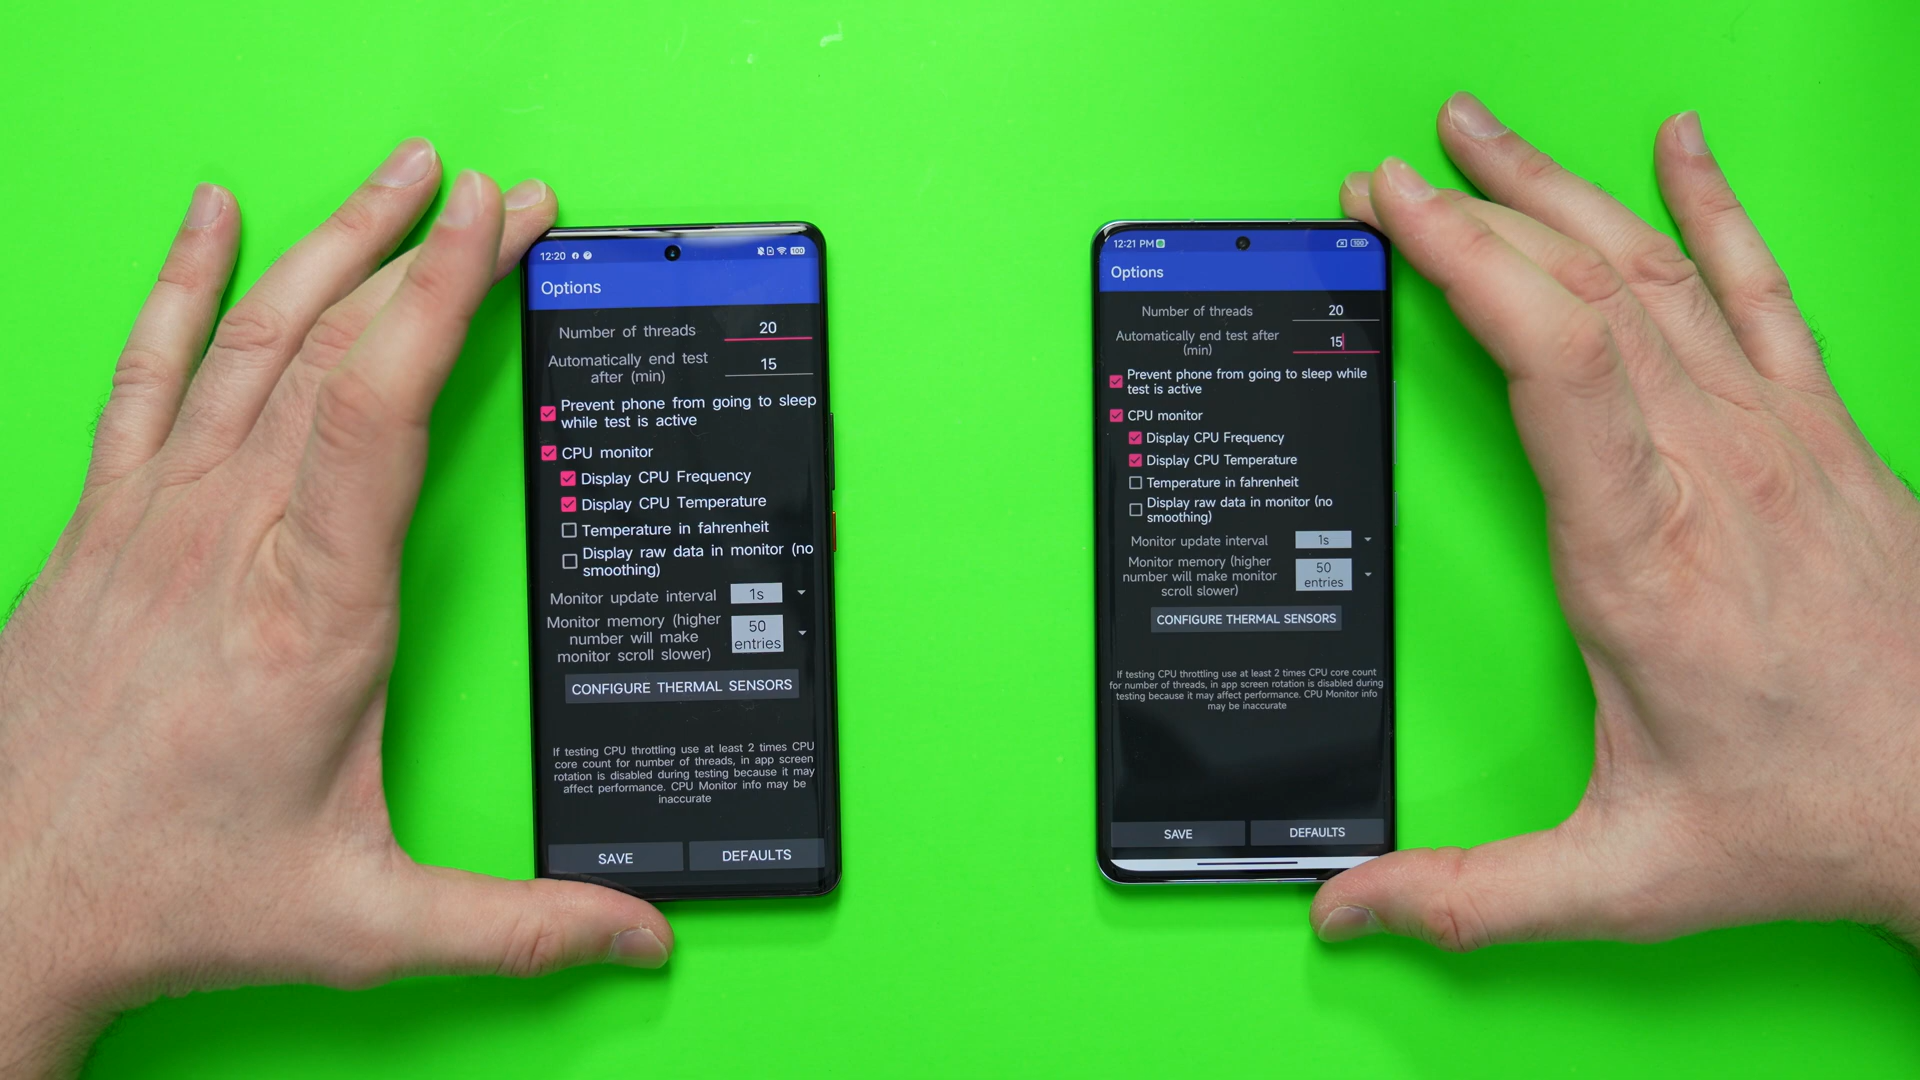 12:20
100
Options
Number of threads
20
Automatically end test
after (min)
15
Prevent phone from going to sleep
while test is active
CPU monitor
Display CPU Frequency
Display CPU Temperature
Temperature in fahrenheit
Display raw data in monitor (no
smoothing)
Monitor update interval
1s
Monitor memory (higher
number will make
monitor scroll slower)
50
entries
CONFIGURE THERMAL SENSORS
If testing CPU throttling use at least 2 times CPU
core count for number of threads, in app screen
rotation is disabled during testing because it may
affect performance. CPU Monitor info may be
inaccurate
SAVE
DEFAULTS
12:21 PM
100
Options
Number of threads
20
Automatically end test after
(min)
15
Prevent phone from going to sleep while
test is active
CPU monitor
Display CPU Frequency
Display CPU Temperature
Temperature in fahrenheit
Display raw data in monitor (no
smoothing)
Monitor update interval
1s
Monitor memory (higher
number will make monitor
scroll slower)
50
entries
CONFIGURE THERMAL SENSORS
If testing CPU throttling use at least 2 times CPU core count
for number of threads, in app screen rotation is disabled during
testing because it may affect performance. CPU Monitor info
may be inaccurate
SAVE
DEFAULTS